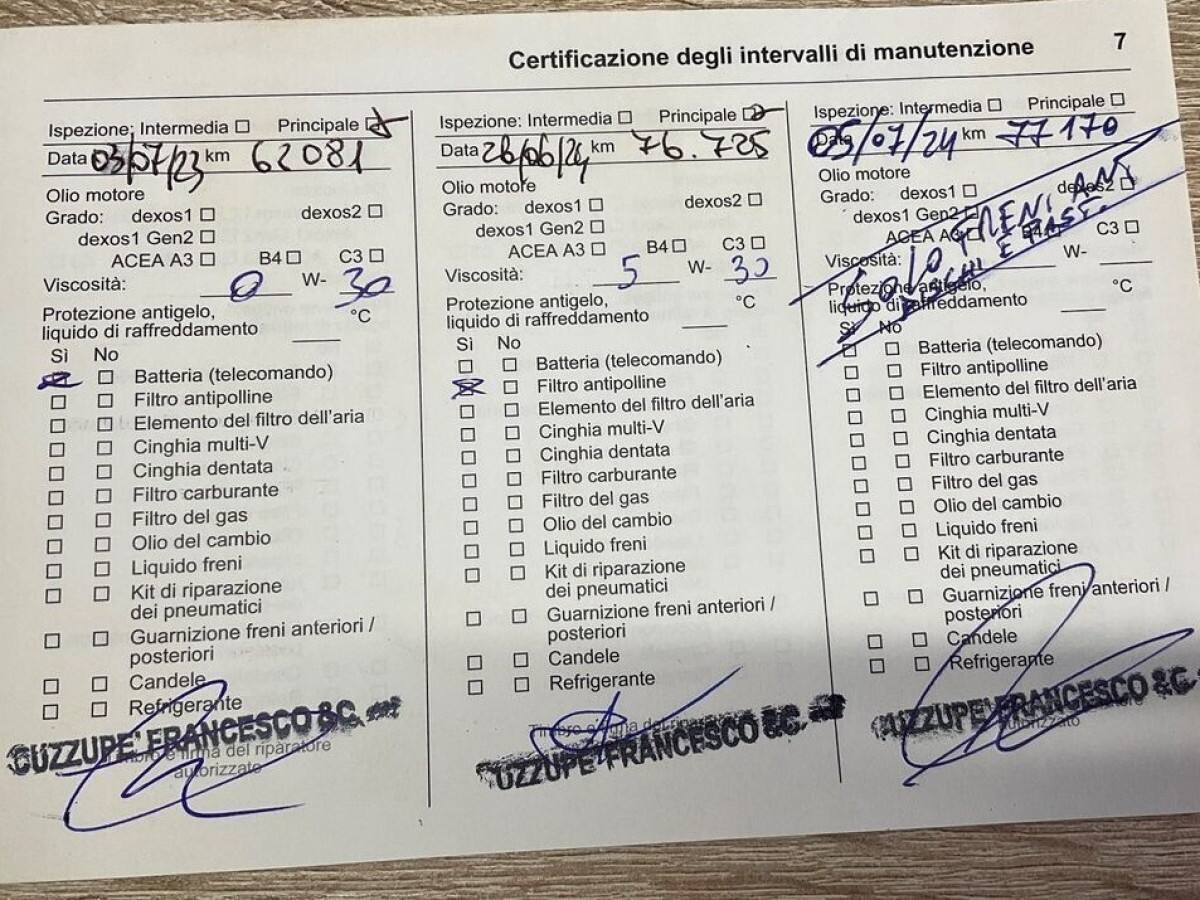 Certificazione degli intervalli di manutenzione 7
Ispezione: Intermedia ☐ Principale ☒
Data 03/07/23 km 62081
Olio motore
Grado: dexos1 ☐ dexos2 ☐
dexos1 Gen2 ☐
ACEA A3 ☐ B4 ☐ C3 ☐
Viscosità: 0 W- 30
Protezione antigelo,
liquido di raffreddamento °C
Sì No
☒ ☐ Batteria (telecomando)
☐ ☐ Filtro antipolline
☐ ☐ Elemento del filtro dell'aria
☐ ☐ Cinghia multi-V
☐ ☐ Cinghia dentata
☐ ☐ Filtro carburante
☐ ☐ Filtro del gas
☐ ☐ Olio del cambio
☐ ☐ Liquido freni
☐ ☐ Kit di riparazione
dei pneumatici
☐ ☐ Guarnizione freni anteriori /
posteriori
☐ ☐ Candele
☐ ☐ Refrigerante
CUZZUPE' FRANCESCO & C.
Timbro e firma del riparatore
autorizzato
Ispezione: Intermedia ☐ Principale ☒
Data 26/06/24 km 76.725
Olio motore
Grado: dexos1 ☐ dexos2 ☐
dexos1 Gen2 ☐
ACEA A3 ☐ B4 ☐ C3 ☐
Viscosità: 5 W- 30
Protezione antigelo,
liquido di raffreddamento °C
Sì No
☐ ☐ Batteria (telecomando)
☒ ☐ Filtro antipolline
☐ ☐ Elemento del filtro dell'aria
☐ ☐ Cinghia multi-V
☐ ☐ Cinghia dentata
☐ ☐ Filtro carburante
☐ ☐ Filtro del gas
☐ ☐ Olio del cambio
☐ ☐ Liquido freni
☐ ☐ Kit di riparazione
dei pneumatici
☐ ☐ Guarnizione freni anteriori /
posteriori
☐ ☐ Candele
☐ ☐ Refrigerante
Timbro e firma del
CUZZUPE' FRANCESCO & C.
Ispezione: Intermedia ☐ Principale ☐
Data 05/07/24 km 77170
Olio motore
Grado: dexos1 ☐ dexos2 ☐
dexos1 Gen2 ☐
ACEA A3 ☐ B4 ☐ C3 ☐
SOLO FRENI ANT
DISCHI E PAST.
Viscosità: W-
Protezione antigelo,
liquido di raffreddamento °C
Sì No
☐ ☐ Batteria (telecomando)
☐ ☐ Filtro antipolline
☐ ☐ Elemento del filtro dell'aria
☐ ☐ Cinghia multi-V
☐ ☐ Cinghia dentata
☐ ☐ Filtro carburante
☐ ☐ Filtro del gas
☐ ☐ Olio del cambio
☐ ☐ Liquido freni
☐ ☐ Kit di riparazione
dei pneumatici
☐ ☐ Guarnizione freni anteriori /
posteriori
☐ ☐ Candele
☐ ☐ Refrigerante
CUZZUPE' FRANCESCO & C.
autorizzato